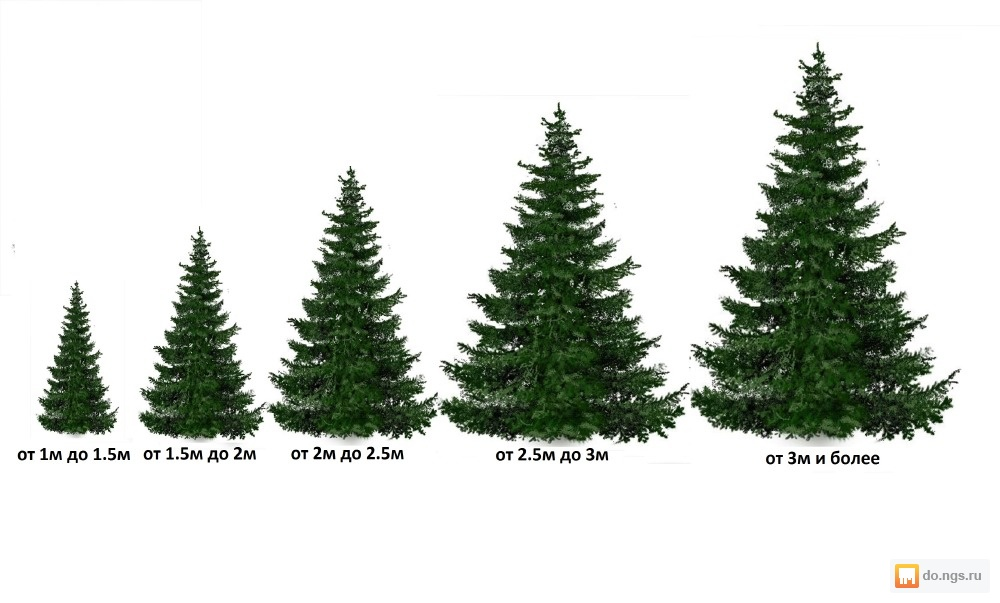 от 1м до 1.5м
от 1.5м до 2м
от 2м до 2.5м
от 2.5м до 3м
от 3м и более
do.ngs.ru